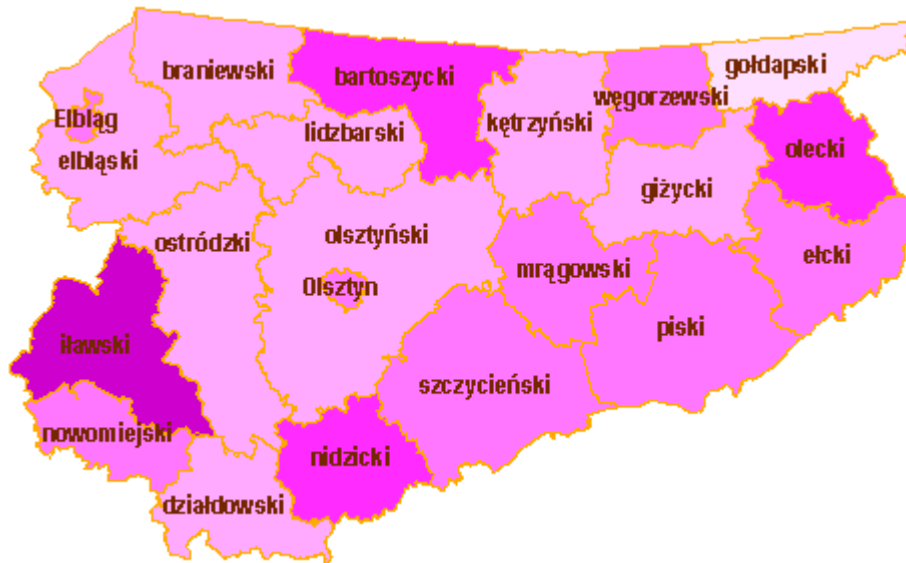 braniewski
bartoszycki
gołdapski
węgorzewski
Elbląg
lidzbarski
kętrzyński
elbląski
olecki
giżycki
ostródzki
olsztyński
ełcki
mrągowski
Olsztyn
piski
iławski
szczycieński
nowomiejski
nidzicki
działdowski